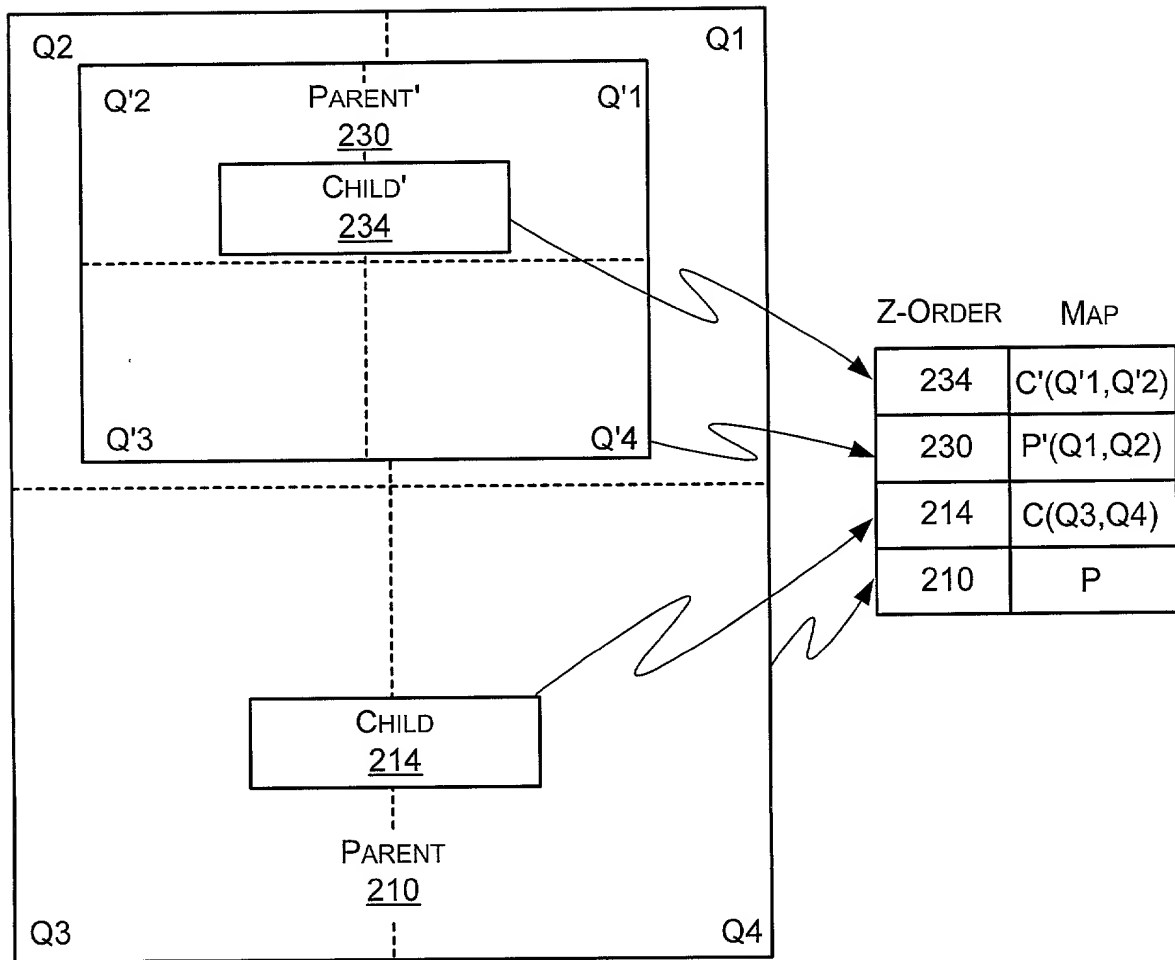 Q2
Q1
Q'2
PARENT'
Q'1
230
CHILD'
234
Q'3
Q'4
Z-ORDER MAP
234 C'(Q'1,Q'2)
230 P'(Q1,Q2)
214 C(Q3,Q4)
210 P
CHILD
214
PARENT
210
Q3
Q4